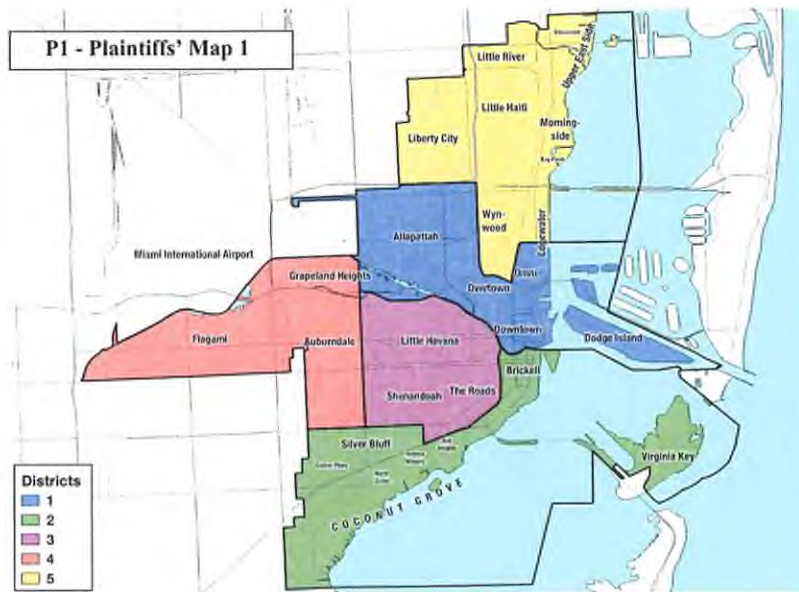 P1 - Plaintiffs' Map 1
Little River
Upper East Side
Little Haiti
Liberty City
Morning-
side
Bay Point
Wyn-
wood
Edgewater
Allapattah
Miami International Airport
Grapeland Heights
Omni
Overtown
Flagami
Auburndale
Little Havana
Downtown
Dodge Island
Brickell
Shenandoah
The Roads
Silver Bluff
Virginia Key
COCONUT GROVE
Districts
1
2
3
4
5